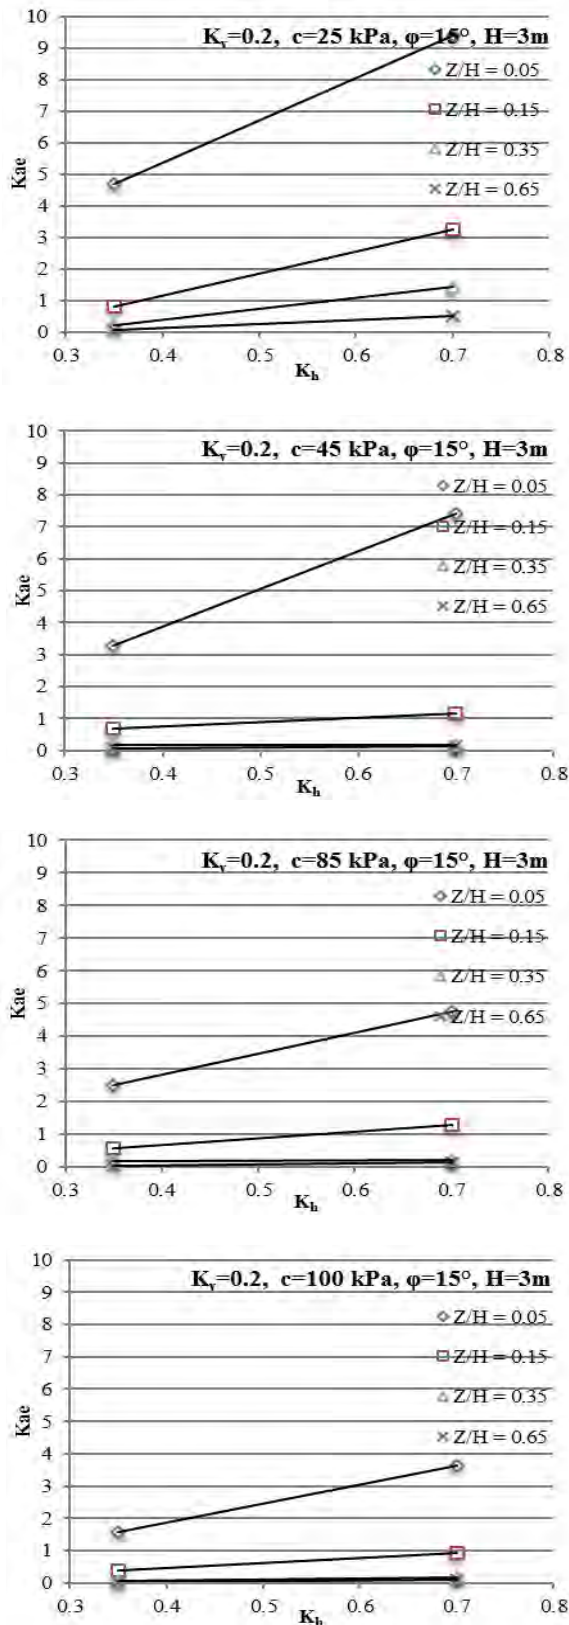 K_v=0.2, c=25 kPa, φ=15°, H=3m
10
9
8
7
6
5
4
3
2
1
0
Kae
Z/H = 0.05
Z/H = 0.15
Z/H = 0.35
Z/H = 0.65
0.3 0.4 0.5 0.6 0.7 0.8
K_h
K_v=0.2, c=45 kPa, φ=15°, H=3m
10
9
8
7
6
5
4
3
2
1
0
Kae
Z/H = 0.05
Z/H = 0.15
Z/H = 0.35
Z/H = 0.65
0.3 0.4 0.5 0.6 0.7 0.8
K_h
K_v=0.2, c=85 kPa, φ=15°, H=3m
10
9
8
7
6
5
4
3
2
1
0
Kae
Z/H = 0.05
Z/H = 0.15
Z/H = 0.35
Z/H = 0.65
0.3 0.4 0.5 0.6 0.7 0.8
K_h
K_v=0.2, c=100 kPa, φ=15°, H=3m
10
9
8
7
6
5
4
3
2
1
0
Kae
Z/H = 0.05
Z/H = 0.15
Z/H = 0.35
Z/H = 0.65
0.3 0.4 0.5 0.6 0.7 0.8
K_h